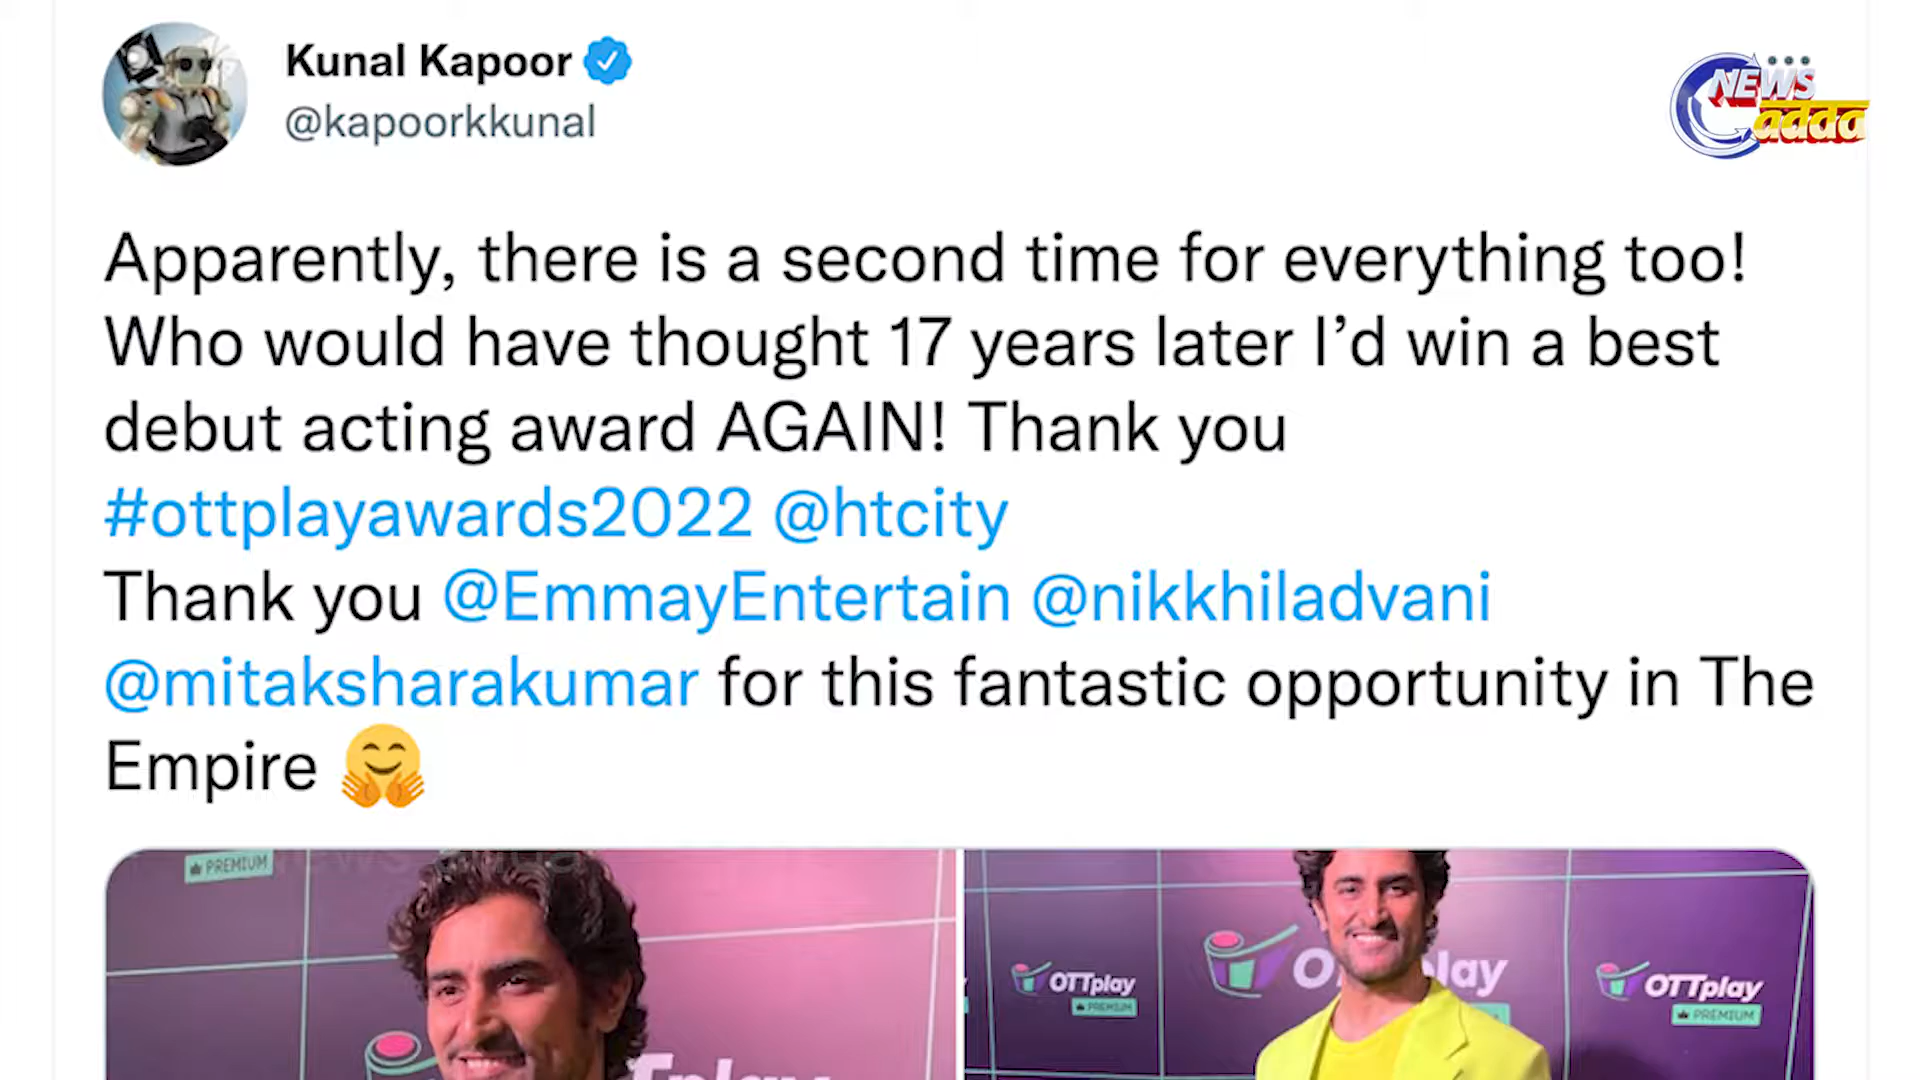 Kunal Kapoor
@kapoorkkunal
NEWS
adda
Apparently, there is a second time for everything too!
Who would have thought 17 years later I’d win a best
debut acting award AGAIN! Thank you
#ottplayawards2022 @htcity
Thank you @EmmayEntertain @nikkhiladvani
@mitaksharakumar for this fantastic opportunity in The
Empire 🤗
PREMIUM
OTTplay
PREMIUM
OTTplay
PREMIUM